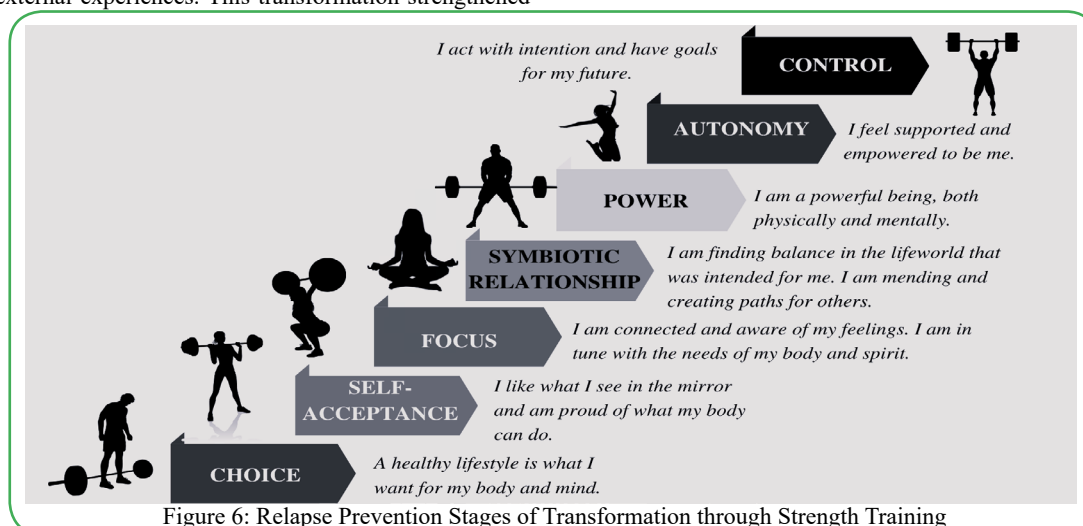 external experiences. This transformation strengthened
I act with intention and have goals
for my future.
CONTROL
AUTONOMY
I feel supported and
empowered to be me.
POWER
I am a powerful being, both
physically and mentally.
SYMBIOTIC
RELATIONSHIP
I am finding balance in the lifeworld that
was intended for me. I am mending and
creating paths for others.
FOCUS
I am connected and aware of my feelings. I am in
tune with the needs of my body and spirit.
SELF-
ACCEPTANCE
I like what I see in the mirror
and am proud of what my body
can do.
CHOICE
A healthy lifestyle is what I
want for my body and mind.
Figure 6: Relapse Prevention Stages of Transformation through Strength Training